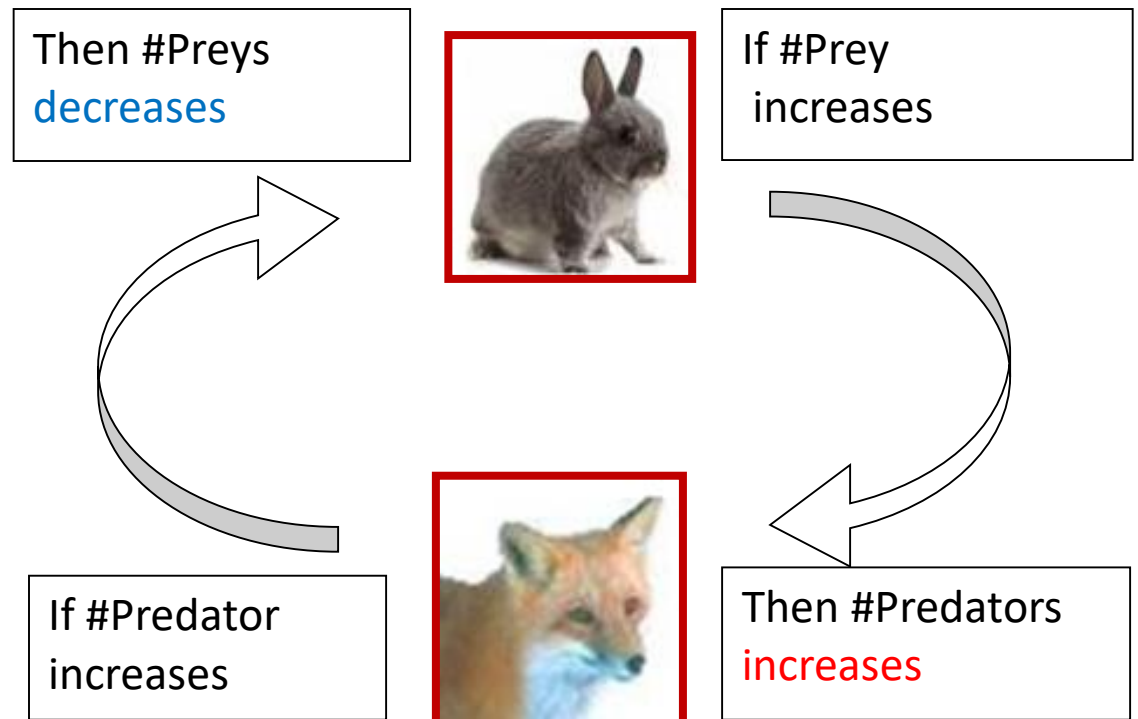 Then #Preys
decreases
If #Prey
increases
If #Predator
increases
Then #Predators
increases